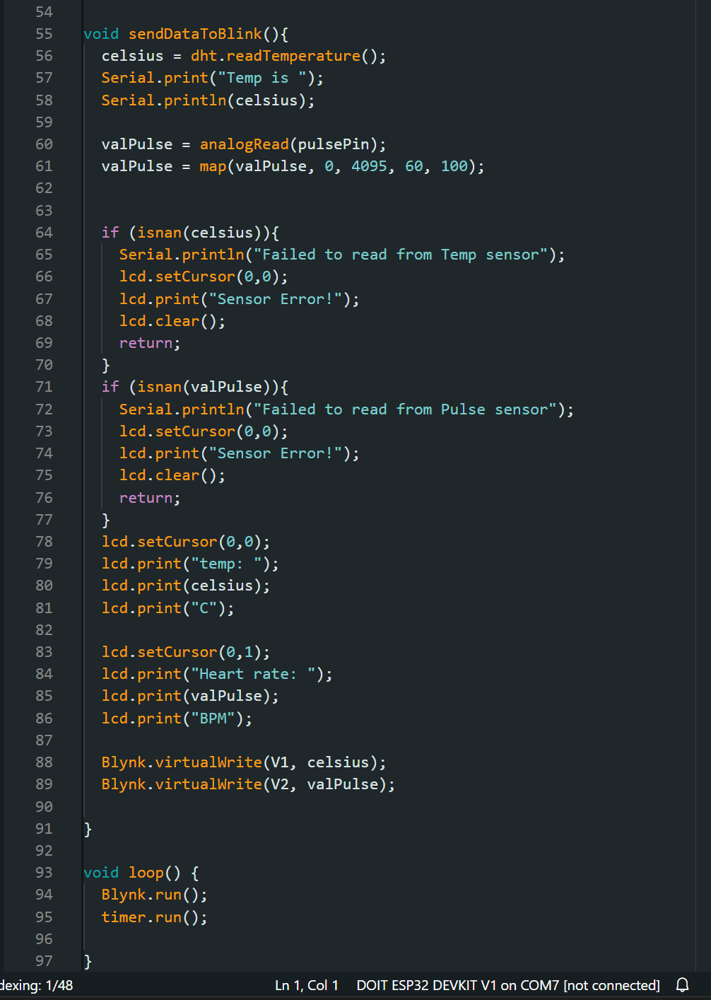 54
55 void sendDataToBlink(){
56   celsius = dht.readTemperature();
57   Serial.print("Temp is ");
58   Serial.println(celsius);
59
60   valPulse = analogRead(pulsePin);
61   valPulse = map(valPulse, 0, 4095, 60, 100);
62
63
64   if (isnan(celsius)){
65     Serial.println("Failed to read from Temp sensor");
66     lcd.setCursor(0,0);
67     lcd.print("Sensor Error!");
68     lcd.clear();
69     return;
70   }
71   if (isnan(valPulse)){
72     Serial.println("Failed to read from Pulse sensor");
73     lcd.setCursor(0,0);
74     lcd.print("Sensor Error!");
75     lcd.clear();
76     return;
77   }
78   lcd.setCursor(0,0);
79   lcd.print("temp: ");
80   lcd.print(celsius);
81   lcd.print("C");
82
83   lcd.setCursor(0,1);
84   lcd.print("Heart rate: ");
85   lcd.print(valPulse);
86   lcd.print("BPM");
87
88   Blynk.virtualWrite(V1, celsius);
89   Blynk.virtualWrite(V2, valPulse);
90
91 }
92
93 void loop() {
94   Blynk.run();
95   timer.run();
96
97 }
dexing: 1/48 Ln 1, Col 1 DOIT ESP32 DEVKIT V1 on COM7 [not connected]